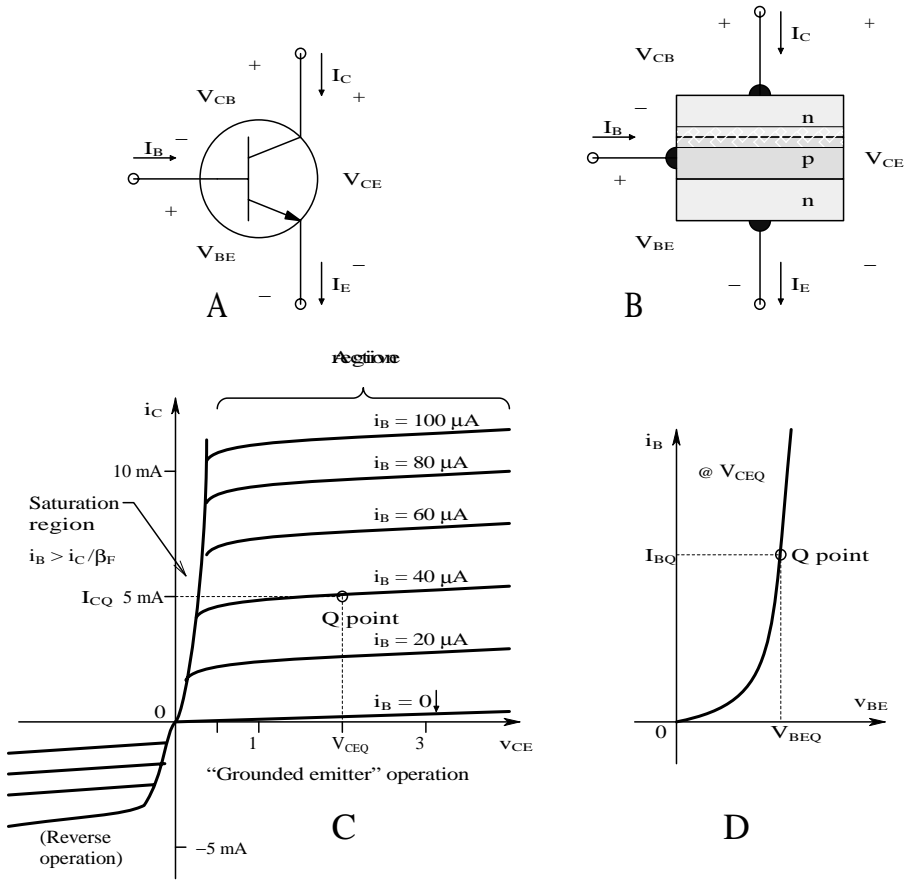 +
I_C
+
V_CB
−
I_B
V_CE
+
V_BE
−
−
I_E
A
+
I_C
+
V_CB
−
I_B
n
p
V_CE
+
n
V_BE
−
−
I_E
B
Active
region
i_C
i_B = 100 μA
10 mA
i_B = 80 μA
Saturation
region
i_B > i_C/β_F
i_B = 60 μA
i_B = 40 μA
I_CQ 5 mA
Q point
i_B = 20 μA
i_B = 0
0
1
V_CEQ
3
v_CE
“Grounded emitter” operation
(Reverse
operation)
−5 mA
C
i_B
@ V_CEQ
I_BQ
Q point
v_BE
0
V_BEQ
D